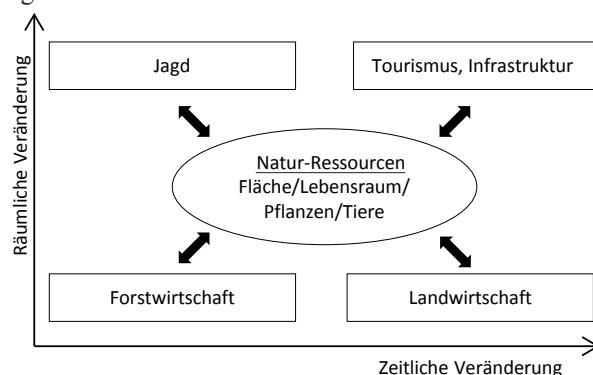 Räumliche Veränderung
Jagd
Tourismus, Infrastruktur
Natur-Ressourcen
Fläche/Lebensraum/
Pflanzen/Tiere
Forstwirtschaft
Landwirtschaft
Zeitliche Veränderung